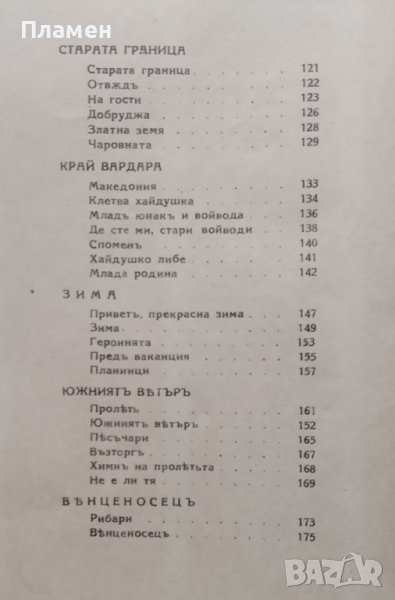 Пламен
СТАРАТА ГРАНИЦА
Старата граница . . . . . . 121
Отвждъ . . . . . . 122
На гости . . . . . . 123
Добруджа . . . . . . 126
Златна земя . . . . . . 128
Чаровната . . . . . . 129
КРАЙ ВАРДАРА
Македония . . . . . . 133
Клетва хайдушка . . . . . . 134
Младъ юнакъ и войвода . . . . 136
Де сте ми, стари войводи . . . 138
Споменъ . . . . . . 140
Хайдушко либе . . . . . . 141
Млада родина . . . . . . 142
ЗИМА
Приветъ, прекрасна зима . . . . 147
Зима . . . . . . 149
Героинята . . . . . . 153
Предъ ваканция . . . . . . 155
Планинци . . . . . . 157
ЮЖНИЯТЪ ВѢТЪРЪ
Пролѣть . . . . . . 161
Южниятъ вѣтъръ . . . . . . 152
Пѣсъчари . . . . . . 165
Възторгъ . . . . . . 167
Химнъ на пролѣтьта . . . . . . 168
Не е ли тя . . . . . . 169
ВѢНЦЕНОСЕЦЪ
Рибари . . . . . . 173
Вѣнценосецъ . . . . . . 175
BAZAR